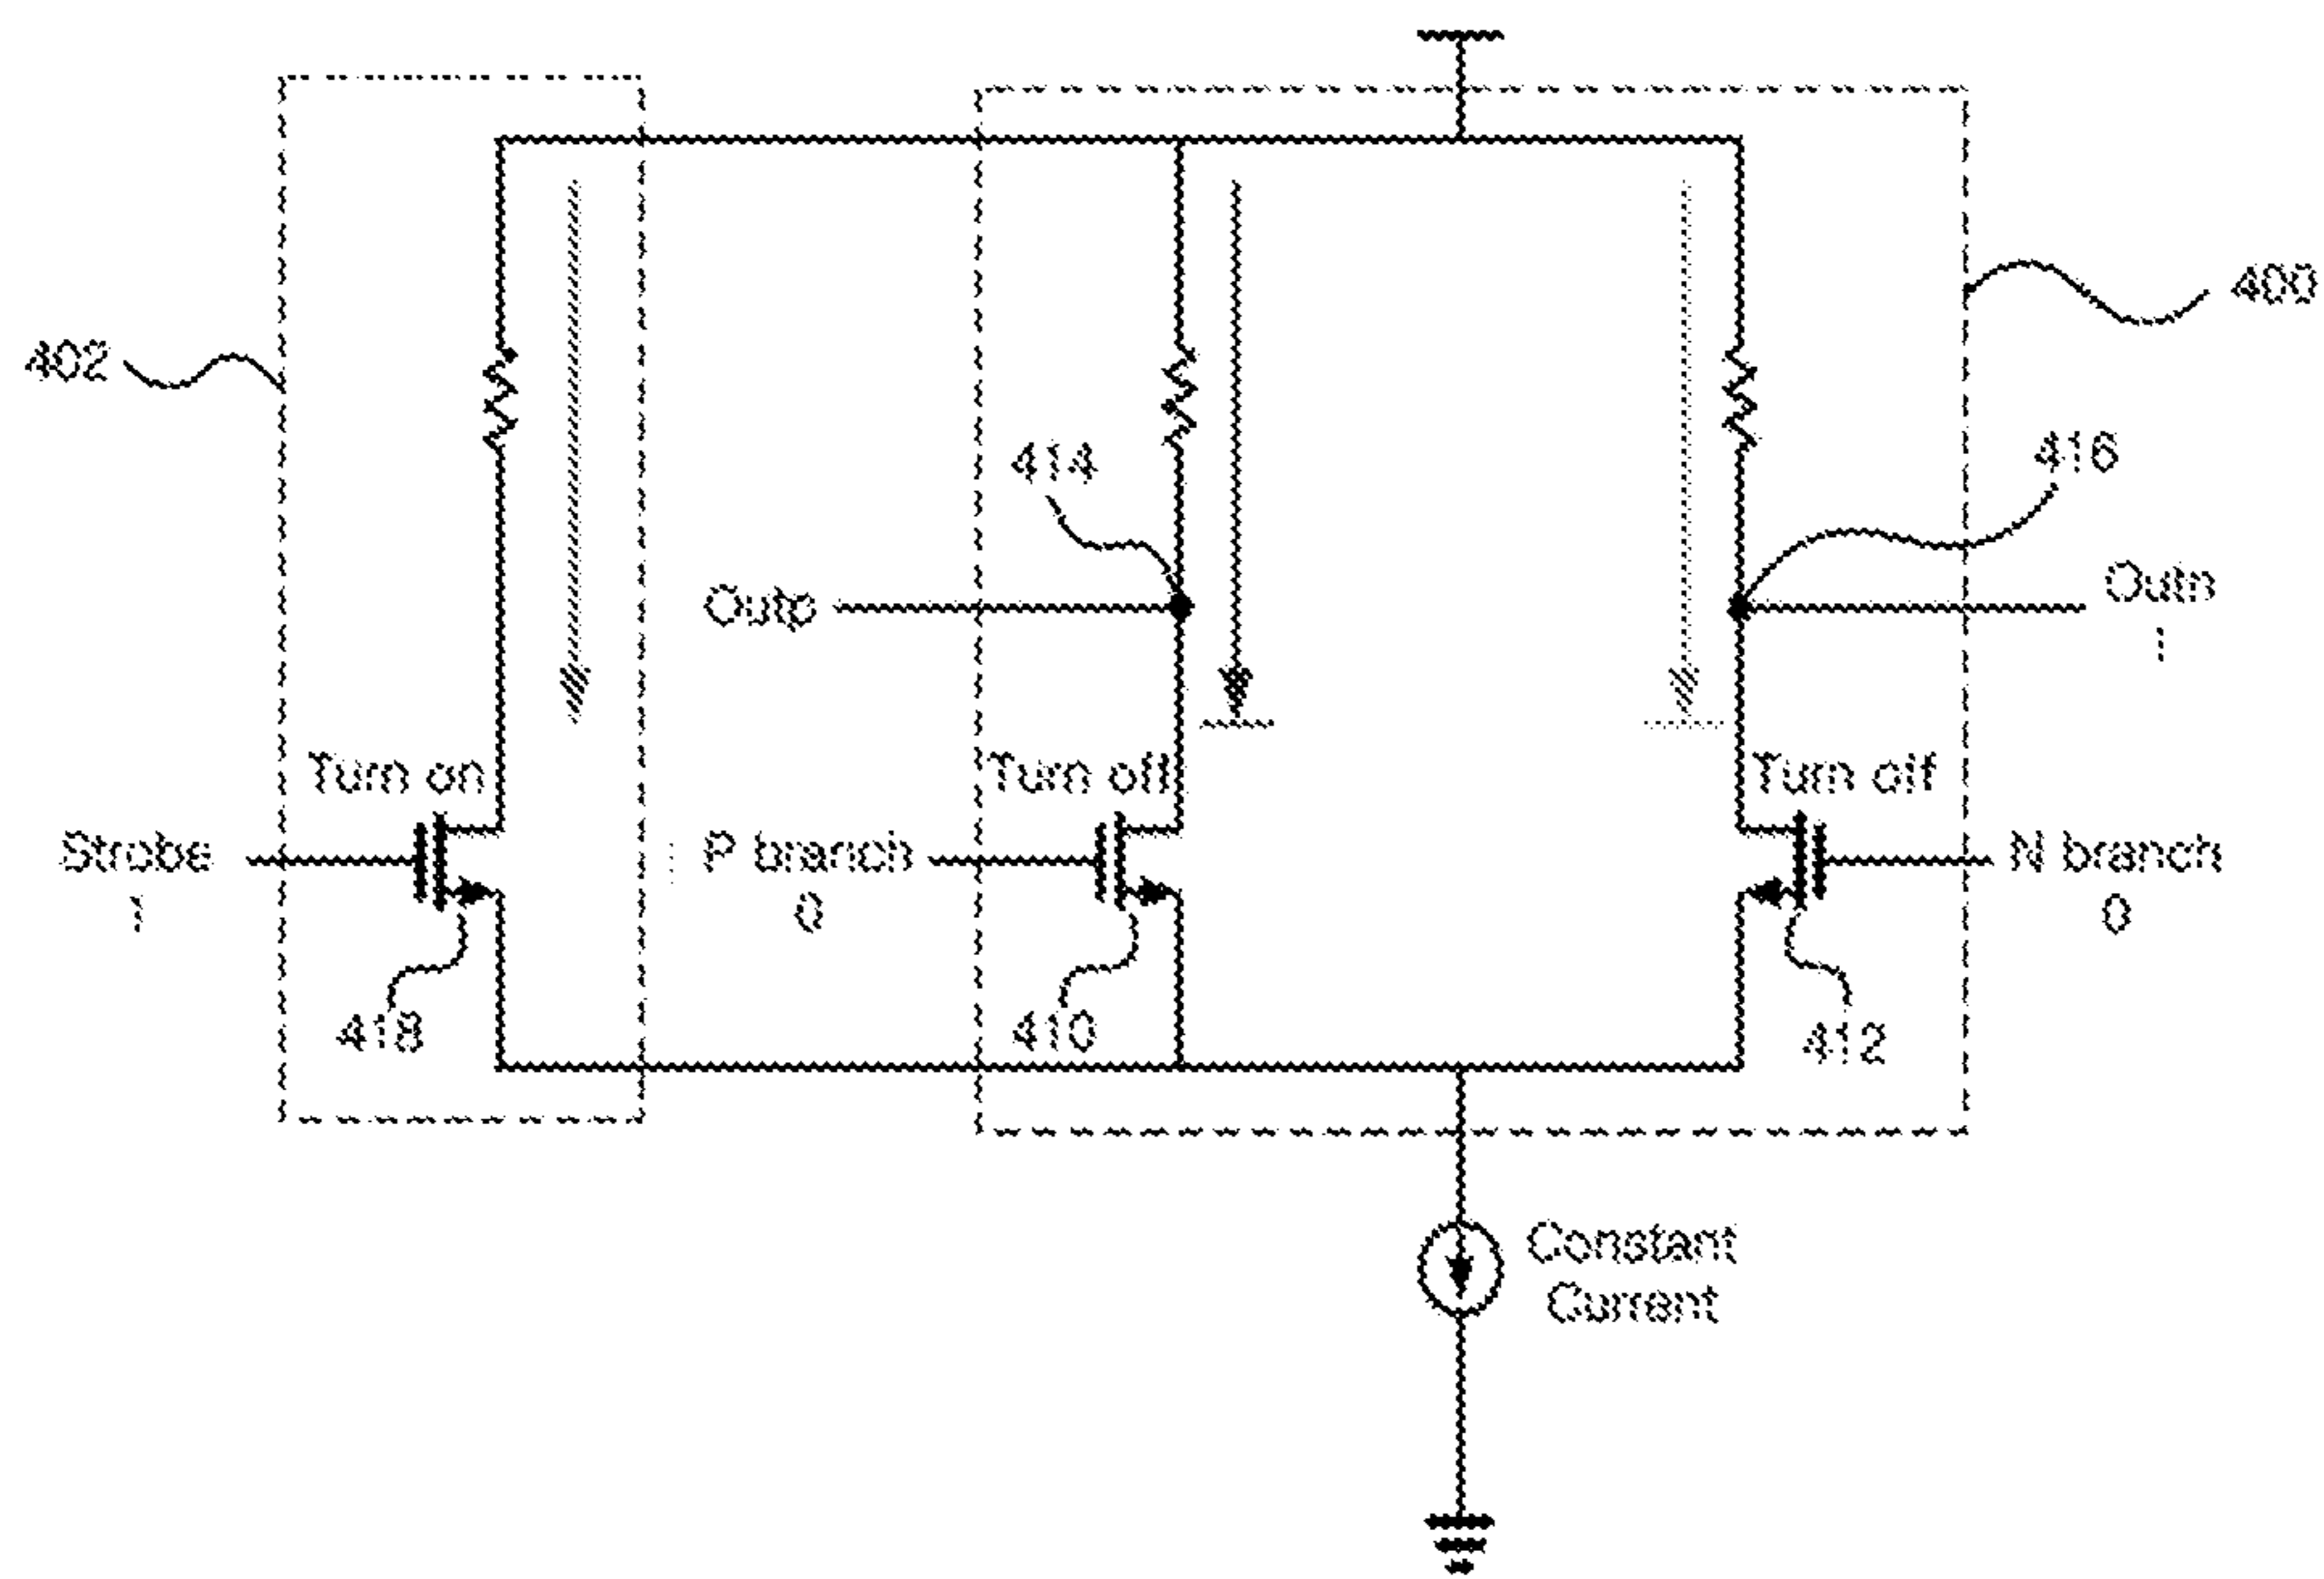 402
400
414
416
Outp
Outn
1
Turn on
Turn off
Turn off
Strobe
1
P branch
0
N branch
0
418
410
412
Constant
Current